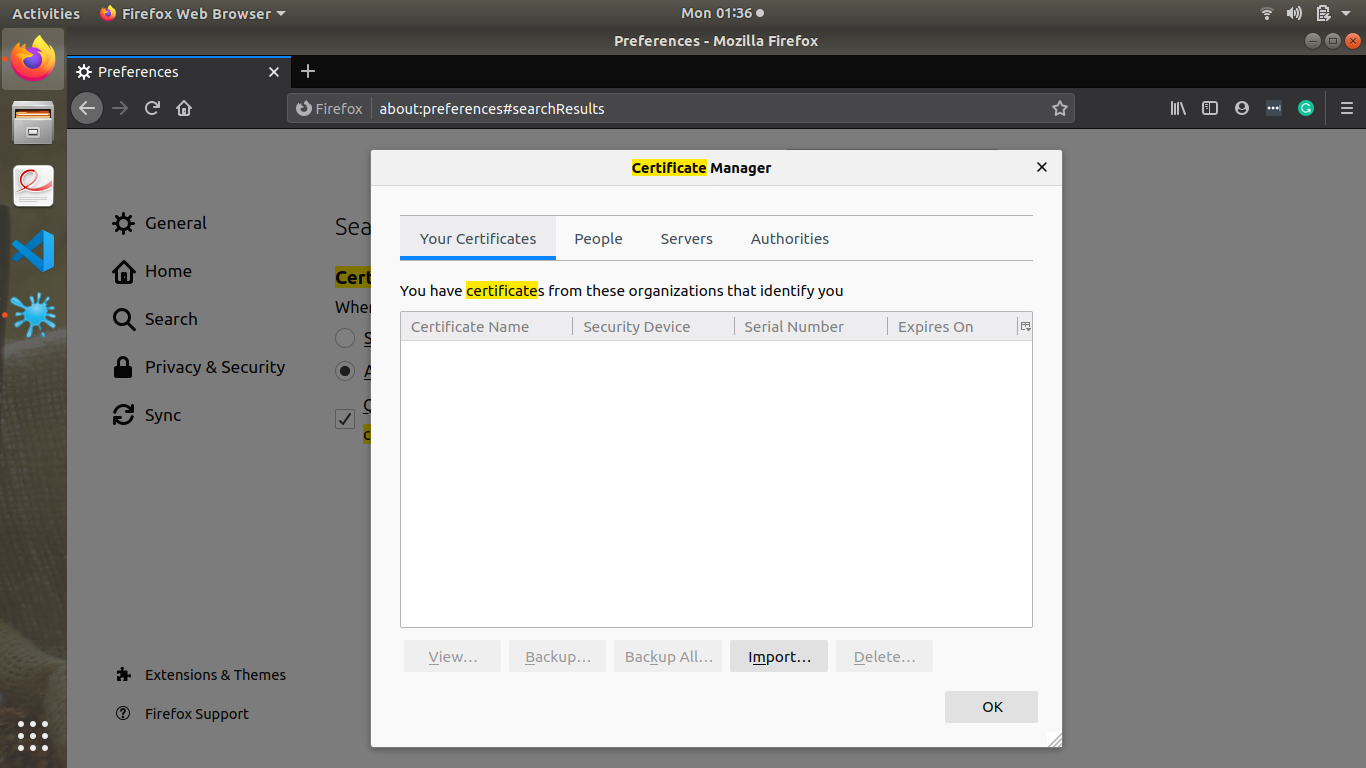 Activities
Firefox Web Browser
Mon 01:36
Preferences - Mozilla Firefox
Preferences
Firefox
about:preferences#searchResults
General
Home
Search
Privacy & Security
Sync
Extensions & Themes
Firefox Support
Sea
Cert
Whe
S
A
Certificate Manager
Your Certificates
People
Servers
Authorities
You have certificates from these organizations that identify you
Certificate Name
Security Device
Serial Number
Expires On
View…
Backup…
Backup All…
Import…
Delete…
OK